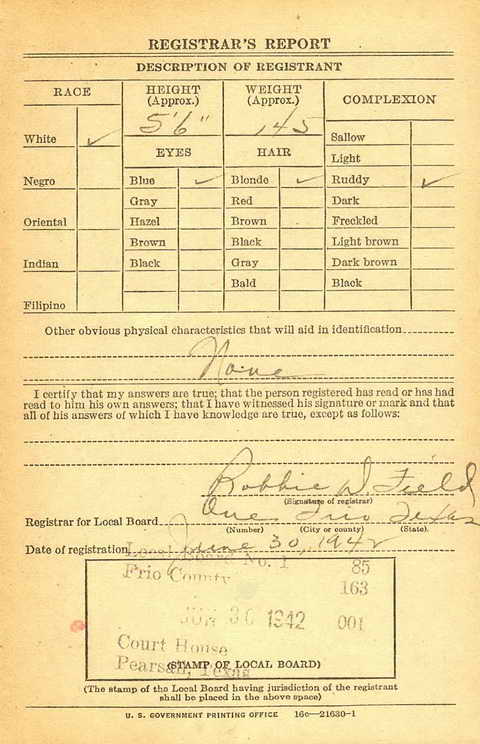 REGISTRAR'S REPORT
DESCRIPTION OF REGISTRANT
RACE
HEIGHT
(Approx.)
WEIGHT
(Approx.)
COMPLEXION
5'6"
145
White ✓
Sallow
EYES
HAIR
Light
Negro
Blue ✓
Blonde ✓
Ruddy ✓
Gray
Red
Dark
Oriental
Hazel
Brown
Freckled
Brown
Black
Light brown
Indian
Black
Gray
Dark brown
Bald
Black
Filipino
Other obvious physical characteristics that will aid in identification
None
I certify that my answers are true; that the person registered has read or has had
read to him his own answers; that I have witnessed his signature or mark and that
all of his answers of which I have knowledge are true, except as follows:
Robbie D. Field
(Signature of registrar)
Registrar for Local Board One Frio Texas
(Number) (City or county) (State).
Date of registration June 30, 1942
Local Board No. 1 85
Frio County 163
JUN 30 1942 001
Court House
Pearsall, Texas
(STAMP OF LOCAL BOARD)
(The stamp of the Local Board having jurisdiction of the registrant
shall be placed in the above space)
U. S. GOVERNMENT PRINTING OFFICE 16c—21630-1